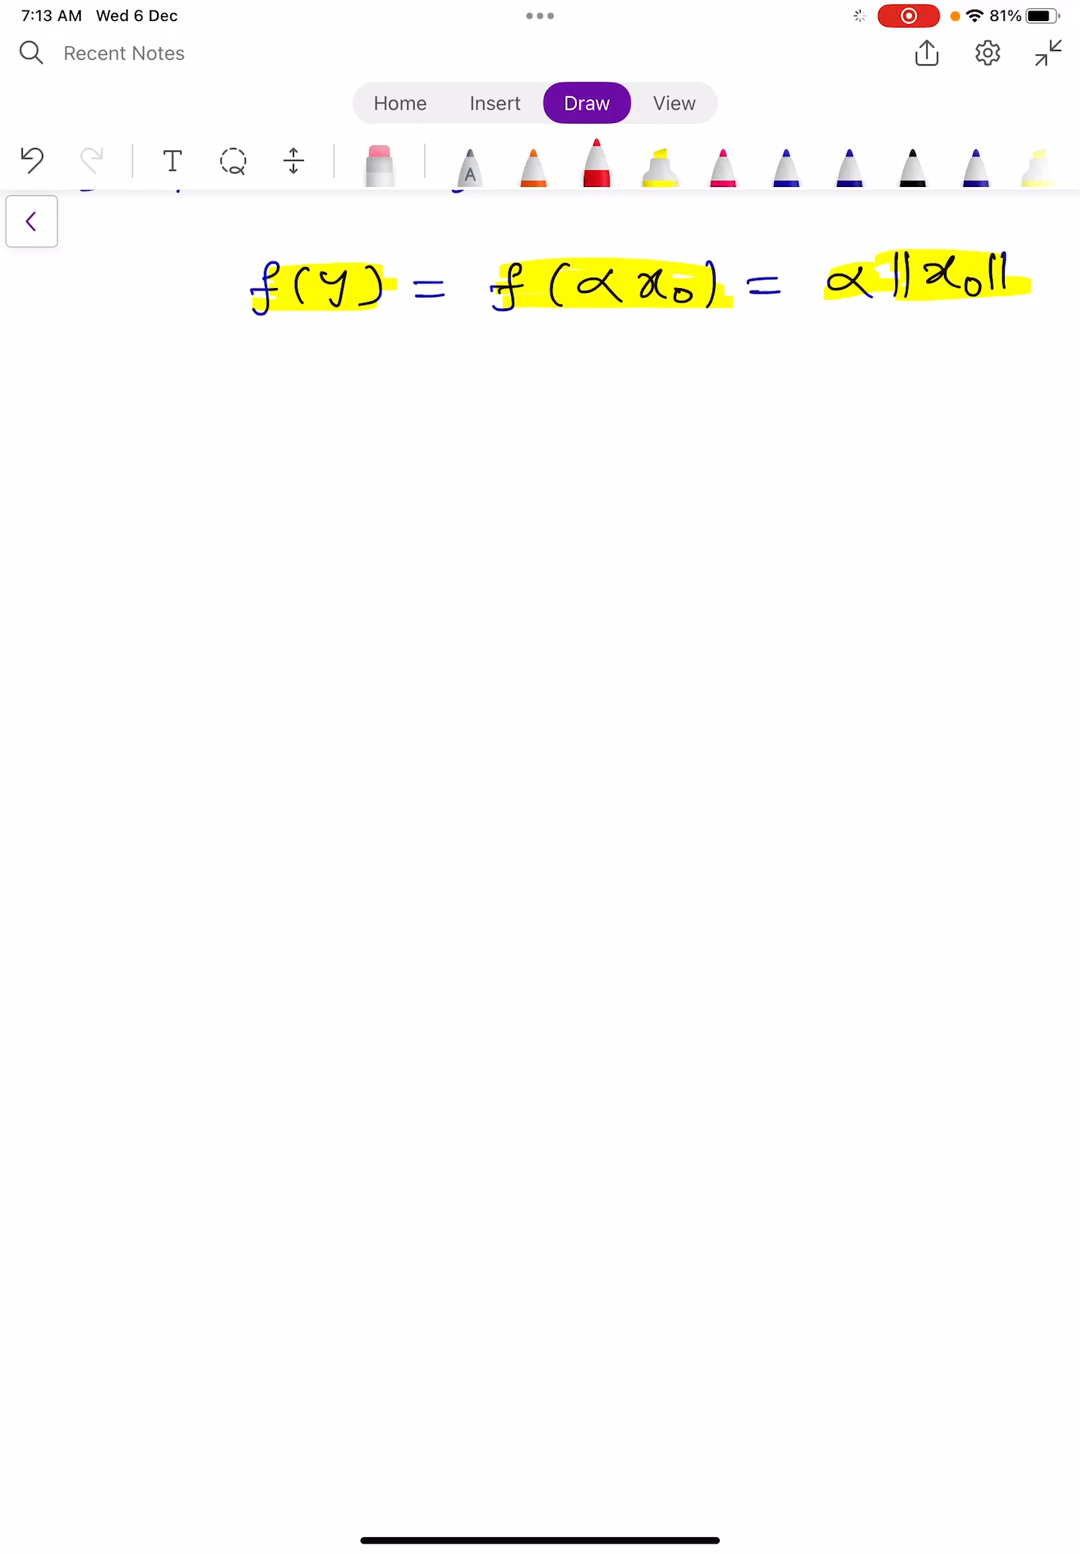 7:13 AM Wed 6 Dec 81%
Recent Notes
Home Insert Draw View
T A
f(y) = f(αx₀) = α||x₀||